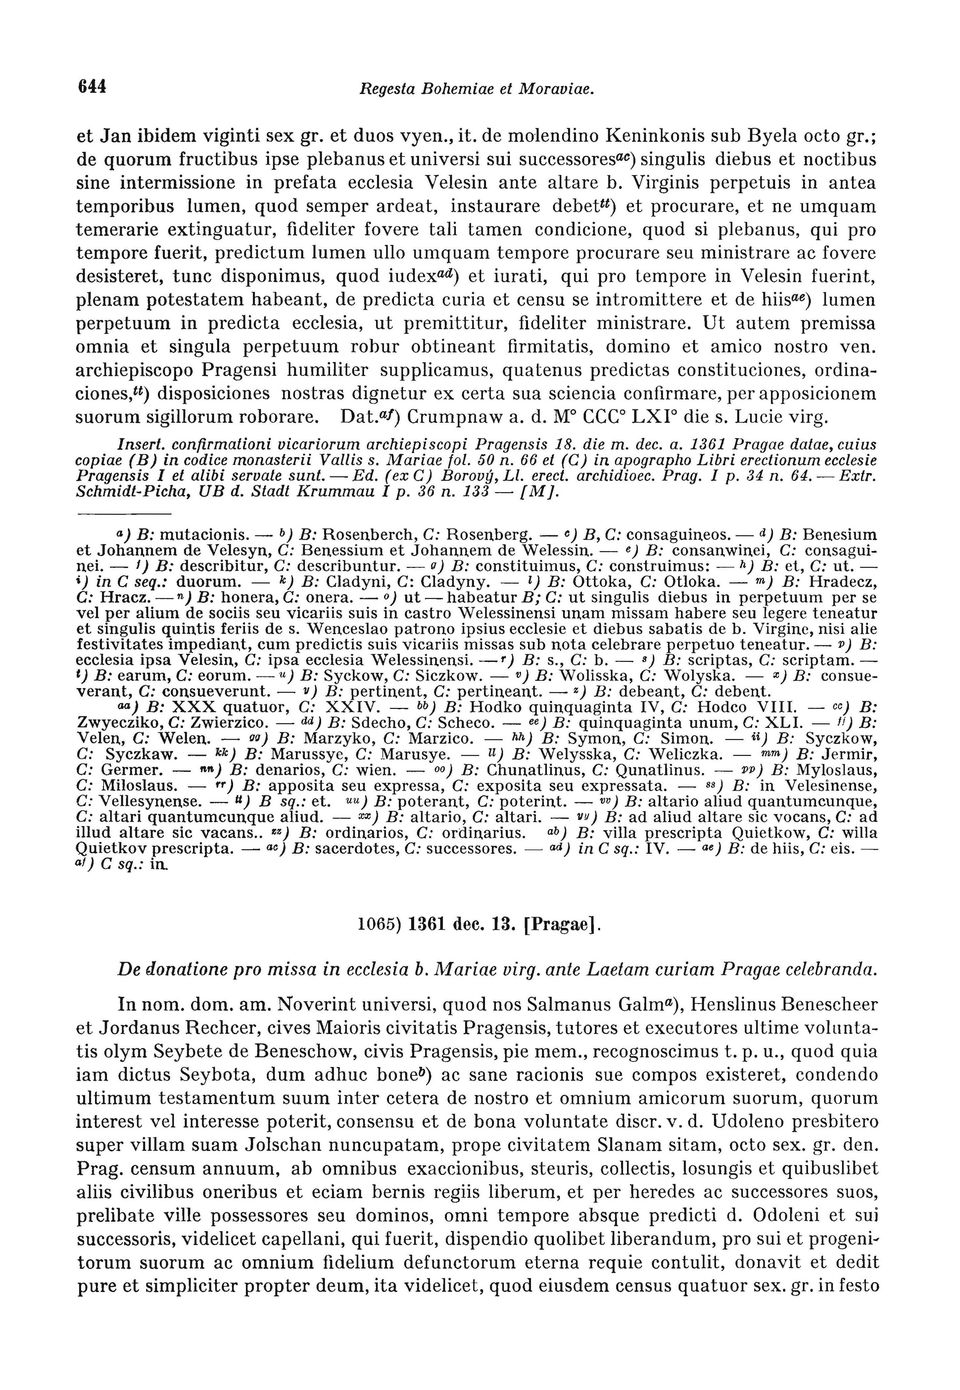 644 Regesta Bohemiae et Moraviae.
et Jan ibidem viginti sex gr. et duos vyen., it. de molendino Keninkonis sub Byela octo gr.;
de quorum fructibus ipse plebanus et universi sui successores ac) singulis diebus et noctibus
sine intermissione in prefata ecclesia Velesin ante altare b. Virginis perpetuis in antea
temporibus lumen, quod semper ardeat, instaurare debet tt) et procurare, et ne umquam
temerarie extinguatur, fideliter fovere tali tamen condicione, quod si plebanus, qui pro
tempore fuerit, predictum lumen ullo umquam tempore procurare seu ministrare ac fovere
desisteret, tunc disponimus, quod iudex ad) et iurati, qui pro tempore in Velesin fuerint,
plenam potestatem habeant, de predicta curia et censu se intromittere et de hiis ae) lumen
perpetuum in predicta ecclesia, ut premittitur, fideliter ministrare. Ut autem premissa
omnia et singula perpetuum robur obtineant firmitatis, domino et amico nostro ven.
archiepiscopo Pragensi humiliter supplicamus, quatenus predictas constituciones, ordina-
ciones, tt) disposiciones nostras dignetur ex certa sua sciencia confirmare, per apposicionem
suorum sigillorum roborare. Dat. af) Crumpnaw a. d. M° CCC° LXI° die s. Lucie virg.
Insert. confirmationi vicariorum archiepiscopi Pragensis 18. die m. dec. a. 1361 Pragae datae, cuius
copiae (B) in codice monasterii Vallis s. Mariae fol. 50 n. 66 et (C) in apographo Libri erectionum ecclesie
Pragensis I et alibi servate sunt. — Ed. (ex C) Borový, Ll. erect. archidioec. Prag. I p. 34 n. 64. — Extr.
Schmidt-Picha, UB d. Stadt Krummau I p. 36 n. 133 — [M].
a) B: mutacionis. — b) B: Rosenberch, C: Rosenberg. — c) B, C: consaguineos. — d) B: Benesium
et Johannem de Velesyn, C: Benessium et Johannem de Welessin. — e) B: consanwinei, C: consagui-
nei. — f) B: describitur, C: describuntur. — g) B: constituimus, C: construimus: — h) B: et, C: ut. —
i) in C seq.: duorum. — k) B: Cladyni, C: Cladyny. — l) B: Ottoka, C: Otloka. — m) B: Hradecz,
C: Hracz. — n) B: honera, C: onera. — o) ut — habeatur B; C: ut singulis diebus in perpetuum per se
vel per alium de sociis seu vicariis suis in castro Welessinensi unam missam habere seu legere teneatur
et singulis quintis feriis de s. Wenceslao patrono ipsius ecclesie et diebus sabatis de b. Virgine, nisi alie
festivitates impediant, cum predictis suis vicariis missas sub nota celebrare perpetuo teneatur. — p) B:
ecclesia ipsa Velesin, C: ipsa ecclesia Welessinensi. — r) B: s., C: b. — s) B: scriptas, C: scriptam. —
t) B: earum, C: eorum. — u) B: Syckow, C: Siczkow. — v) B: Wolisska, C: Wolyska. — x) B: consue-
verant, C: consueverunt. — y) B: pertinent, C: pertineant. — z) B: debeant, C: debent.
aa) B: XXX quatuor, C: XXIV. — bb) B: Hodko quinquaginta IV, C: Hodco VIII. — cc) B:
Zwyecziko, C: Zwierzico. — dd) B: Sdecho, C: Scheco. — ee) B: quinquaginta unum, C: XLI. — ff) B:
Velen, C: Welen. — gg) B: Marzyko, C: Marzico. — hh) B: Symon, C: Simon. — ii) B: Syczkow,
C: Syczkaw. — kk) B: Marussye, C: Marusye. — ll) B: Welysska, C: Weliczka. — mm) B: Jermir,
C: Germer. — nn) B: denarios, C: wien. — oo) B: Chunatlinus, C: Qunatlinus. — pp) B: Myloslaus,
C: Miloslaus. — rr) B: apposita seu expressa, C: exposita seu expressata. — ss) B: in Velesinense,
C: Vellesynense. — tt) B sq.: et. uu) B: poterant, C: poterint. — vv) B: altario aliud quantumcunque,
C: altari quantumcunque aliud. — xx) B: altario, C: altari. — yy) B: ad aliud altare sic vocans, C: ad
illud altare sic vacans.. zz) B: ordinarios, C: ordinarius. ab) B: villa prescripta Quietkow, C: willa
Quietkov prescripta. — ac) B: sacerdotes, C: successores. — ad) in C sq.: IV. — ae) B: de hiis, C: eis. —
af) C sq.: in.
1065) 1361 dec. 13. [Pragae].
De donatione pro missa in ecclesia b. Mariae virg. ante Laetam curiam Pragae celebranda.
In nom. dom. am. Noverint universi, quod nos Salmanus Galm a), Henslinus Benescheer
et Jordanus Rechcer, cives Maioris civitatis Pragensis, tutores et executores ultime volunta-
tis olym Seybete de Beneschow, civis Pragensis, pie mem., recognoscimus t. p. u., quod quia
iam dictus Seybota, dum adhuc bone b) ac sane racionis sue compos existeret, condendo
ultimum testamentum suum inter cetera de nostro et omnium amicorum suorum, quorum
interest vel interesse poterit, consensu et de bona voluntate discr. v. d. Udoleno presbitero
super villam suam Jolschan nuncupatam, prope civitatem Slanam sitam, octo sex. gr. den.
Prag. censum annuum, ab omnibus exaccionibus, steuris, collectis, losungis et quibuslibet
aliis civilibus oneribus et eciam bernis regiis liberum, et per heredes ac successores suos,
prelibate ville possessores seu dominos, omni tempore absque predicti d. Odoleni et sui
successoris, videlicet capellani, qui fuerit, dispendio quolibet liberandum, pro sui et progeni-
torum suorum ac omnium fidelium defunctorum eterna requie contulit, donavit et dedit
pure et simpliciter propter deum, ita videlicet, quod eiusdem census quatuor sex. gr. in festo